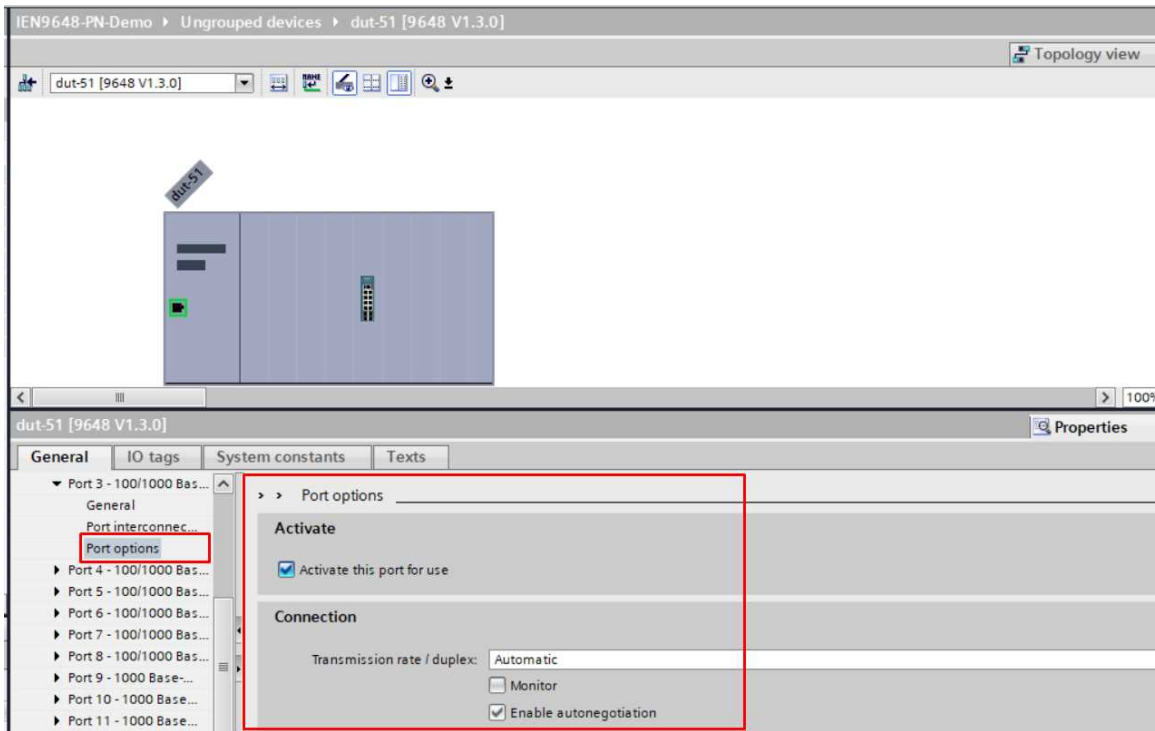 IEN9648-PN-Demo ▸ Ungrouped devices ▸ dut-51 [9648 V1.3.0]
Topology view
dut-51 [9648 V1.3.0]
NAME
dut-51
100%
dut-51 [9648 V1.3.0]
Properties
General IO tags System constants Texts
Port 3 - 100/1000 Bas...
General
Port interconnec...
Port options
Port 4 - 100/1000 Bas...
Port 5 - 100/1000 Bas...
Port 6 - 100/1000 Bas...
Port 7 - 100/1000 Bas...
Port 8 - 100/1000 Bas...
Port 9 - 1000 Base-...
Port 10 - 1000 Base...
Port 11 - 1000 Base...
Port options
Activate
Activate this port for use
Connection
Transmission rate / duplex: Automatic
Monitor
Enable autonegotiation